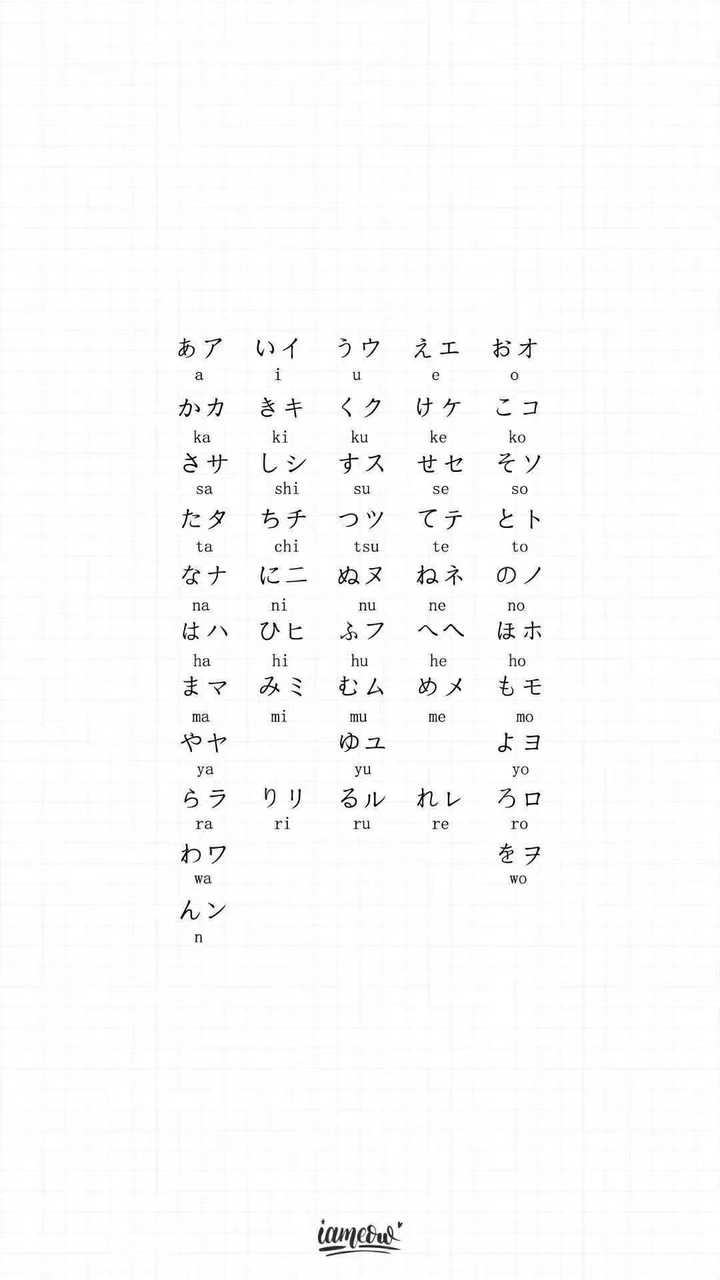 あア いイ うウ えエ おオ
a i u e o
かカ きキ くク けケ こコ
ka ki ku ke ko
さサ しシ すス せセ そソ
sa shi su se so
たタ ちチ つツ てテ とト
ta chi tsu te to
なナ にニ ぬヌ ねネ のノ
na ni nu ne no
はハ ひヒ ふフ へヘ ほホ
ha hi hu he ho
まマ みミ むム めメ もモ
ma mi mu me mo
やヤ ゆユ よヨ
ya yu yo
らラ りリ るル れレ ろロ
ra ri ru re ro
わワ をヲ
wa wo
んン
n
iameow